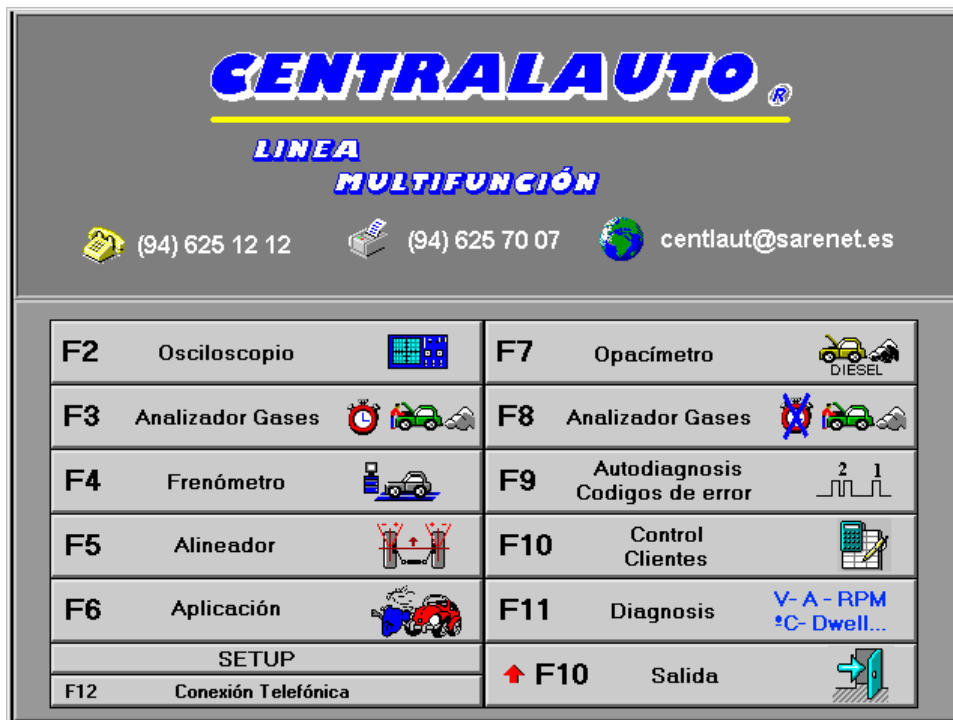 CENTRALAUTO ®
LINEA
MULTIFUNCIÓN
(94) 625 12 12
(94) 625 70 07
centlaut@sarenet.es
F2 Osciloscopio
F7 Opacímetro
DIESEL
F3 Analizador Gases
F8 Analizador Gases
F4 Frenómetro
F9 Autodiagnosis
Codigos de error
2 1
F5 Alineador
F10 Control
Clientes
F6 Aplicación
F11 Diagnosis
V- A - RPM
ºC- Dwell...
SETUP
F10 Salida
F12 Conexión Telefónica